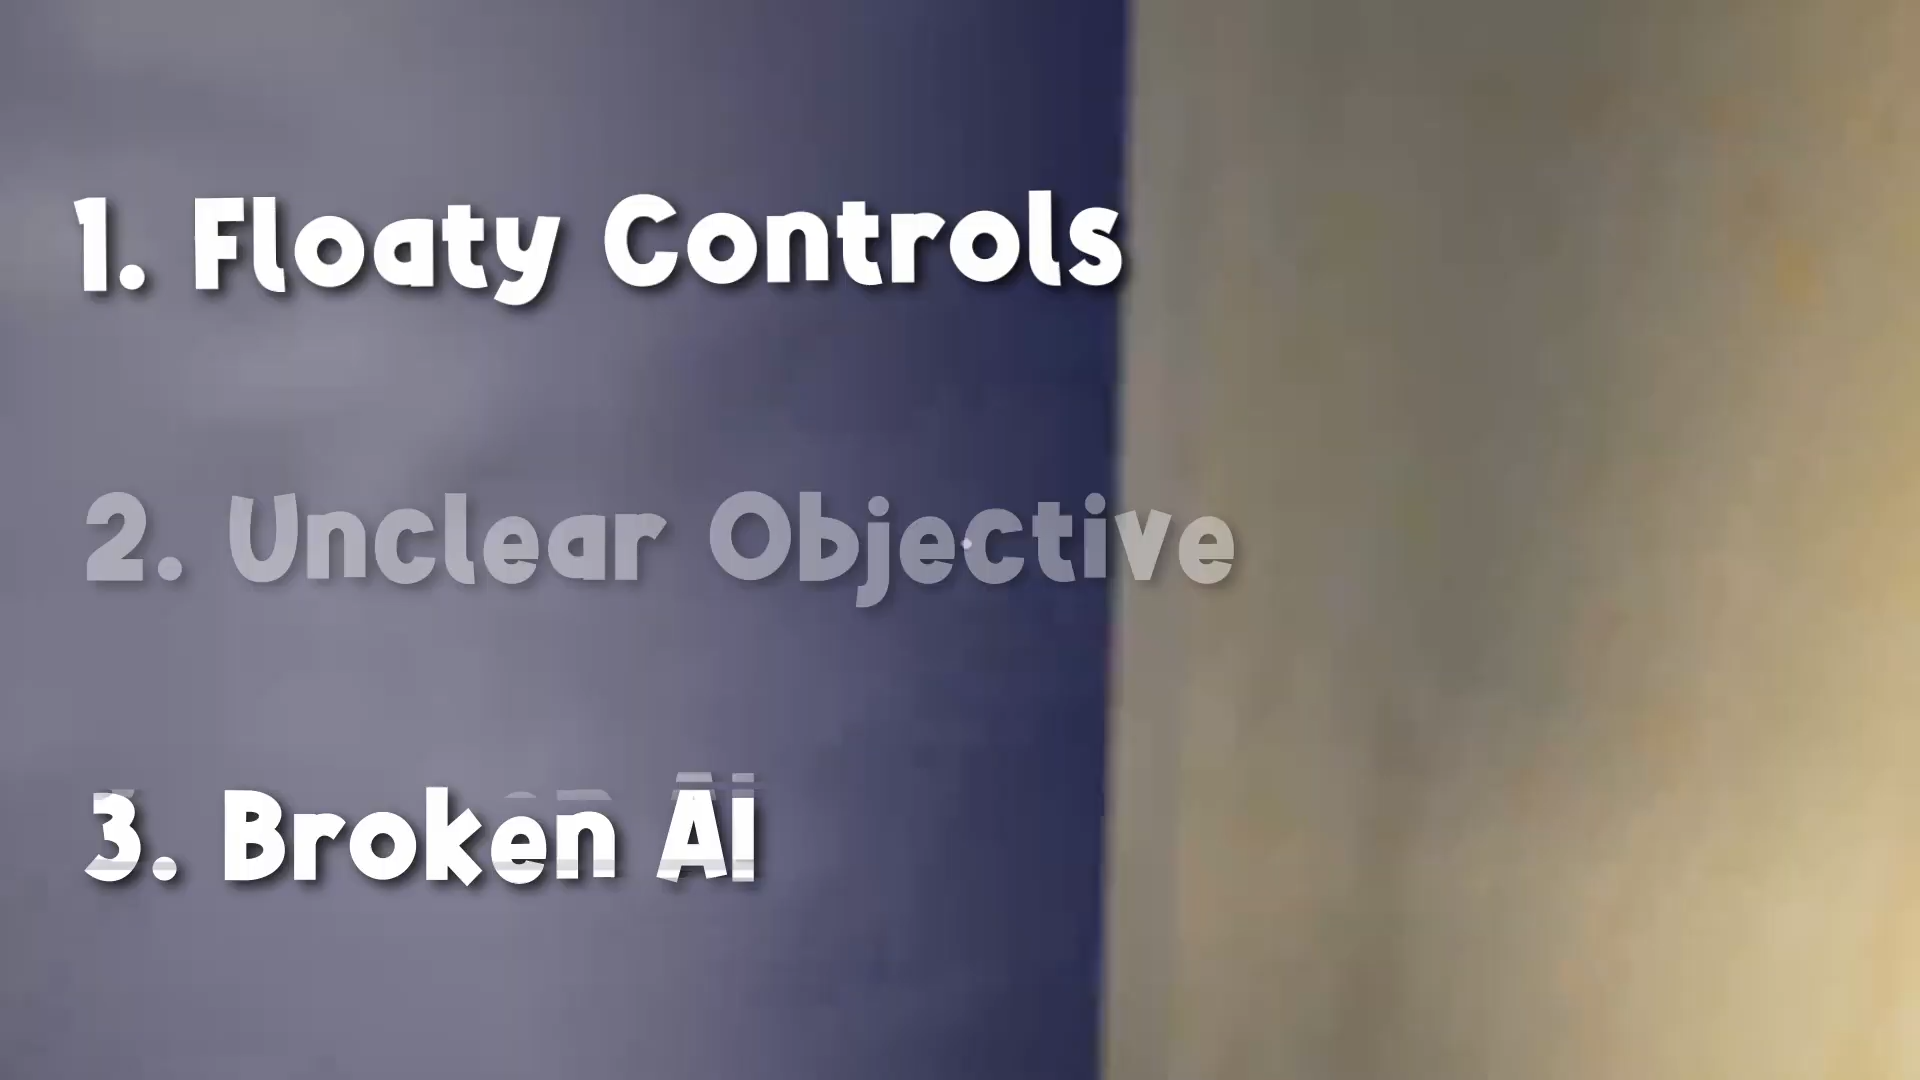 1. Floaty Controls
2. Unclear Objective
3. Broken AI